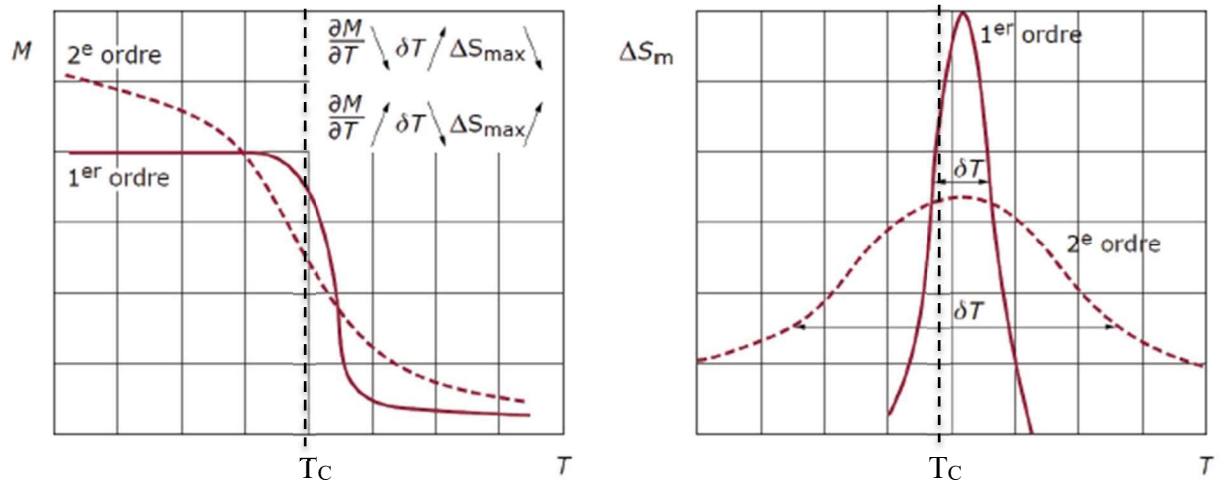 M
2e ordre
1er ordre
∂M/∂T ↘ δT ↗ ΔSmax ↘
∂M/∂T ↗ δT ↘ ΔSmax ↗
TC
T
ΔSm
1er ordre
δT
2e ordre
δT
TC
T